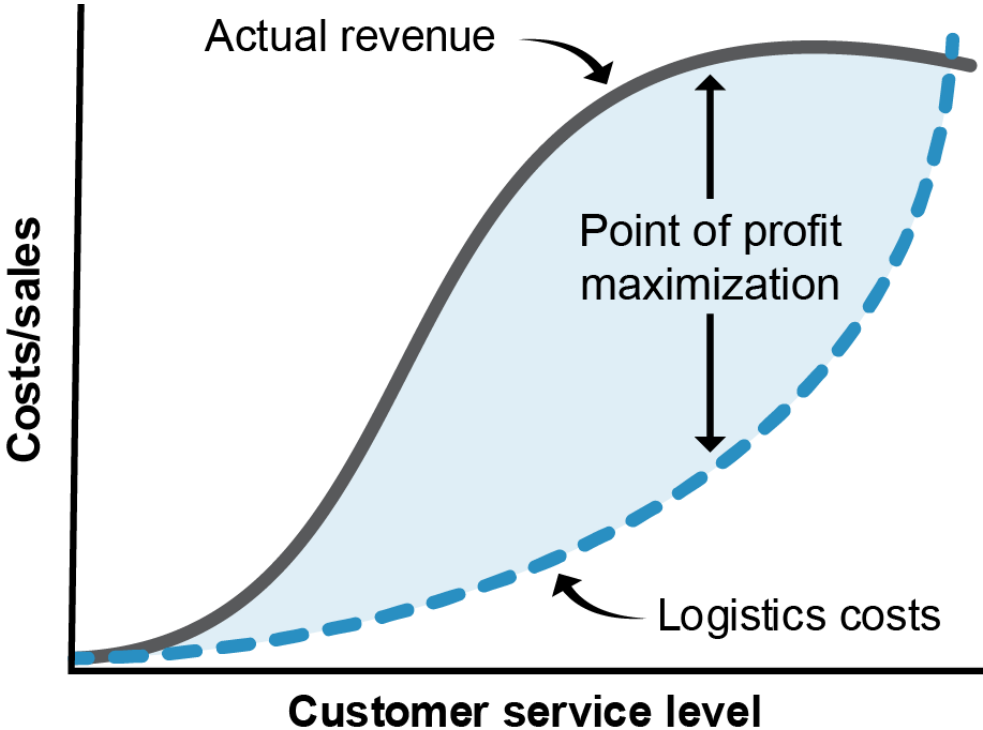 Actual revenue
Costs/sales
Point of profit
maximization
Logistics costs
Customer service level